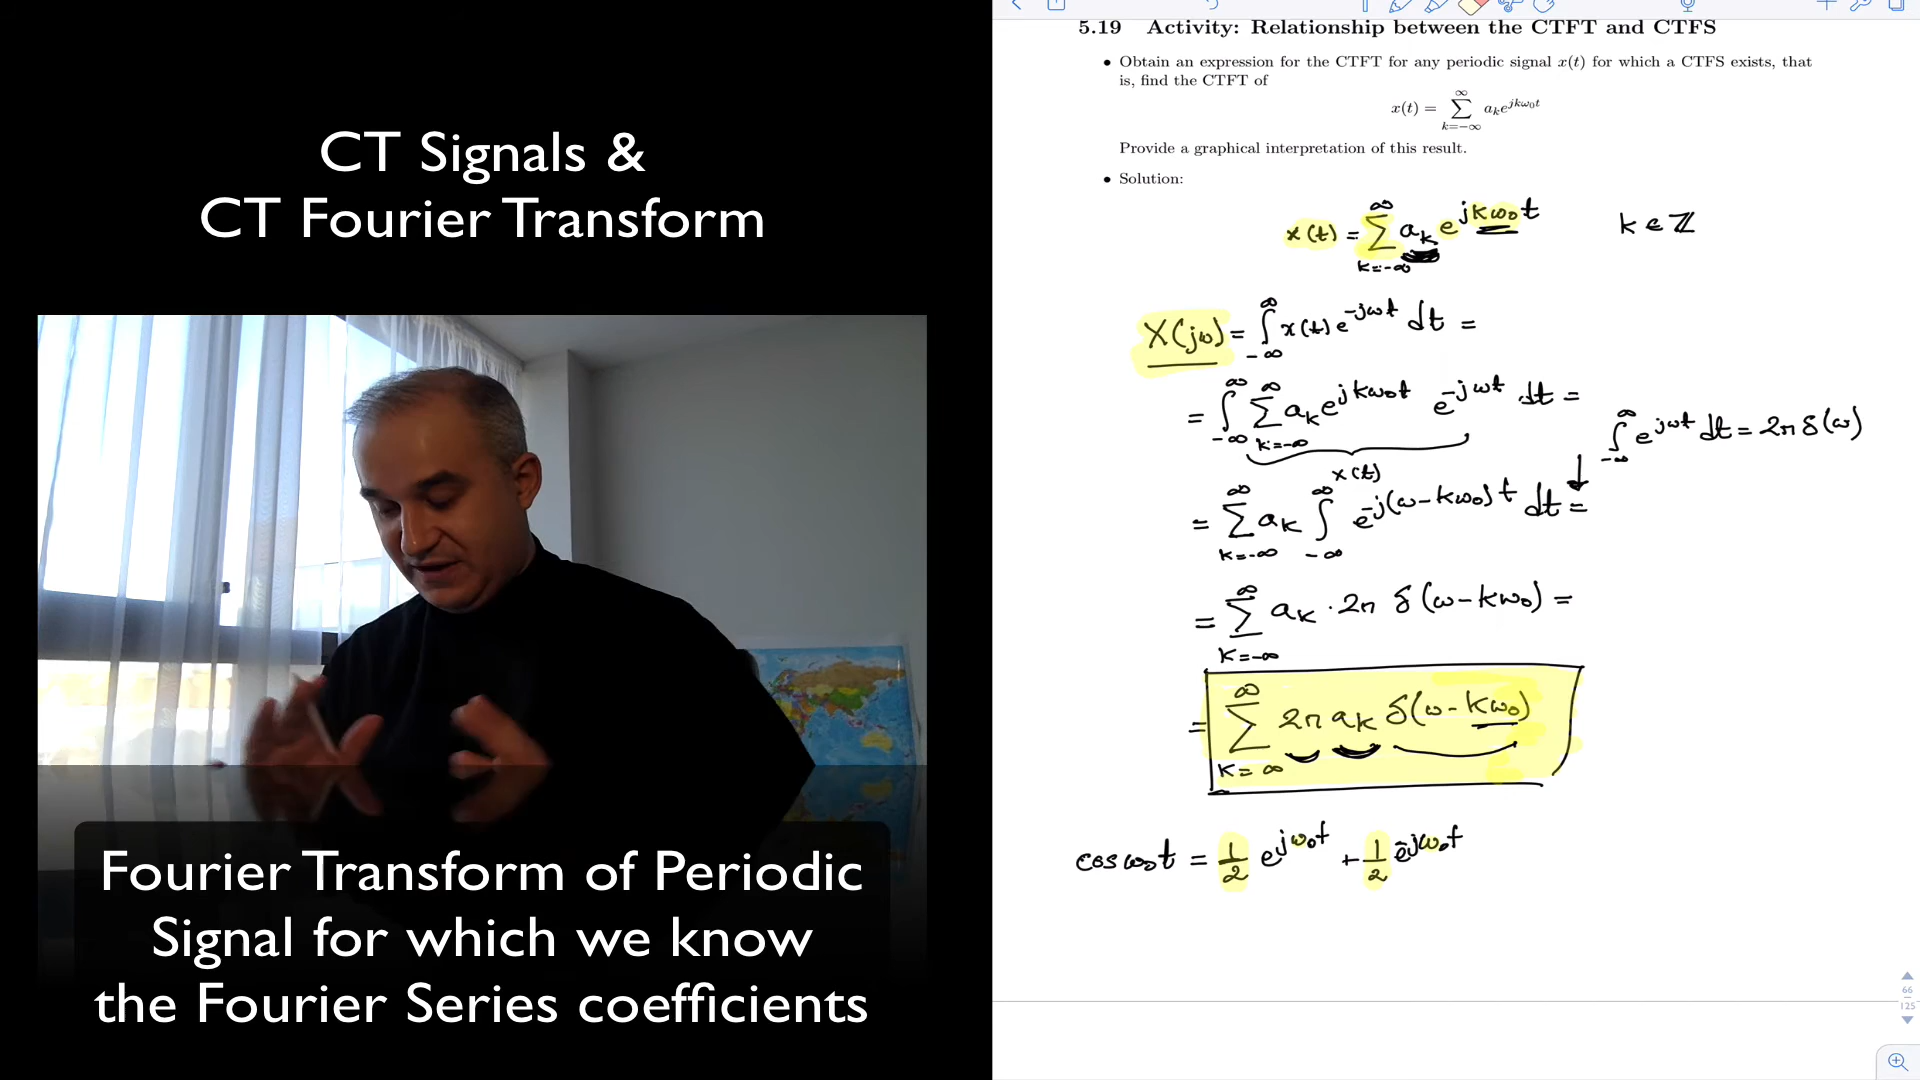 CT Signals &
CT Fourier Transform
Fourier Transform of Periodic
Signal for which we know
the Fourier Series coefficients
5.19 Activity: Relationship between the CTFT and CTFS
• Obtain an expression for the CTFT for any periodic signal x(t) for which a CTFS exists, that
is, find the CTFT of
x(t) = ∑_{k=-∞}^{∞} a_k e^{jkω₀t}
Provide a graphical interpretation of this result.
• Solution:
x(t) = ∑_{k=-∞}^{∞} a_k e^{jkω₀t} k ∈ ℤ
X(jω) = ∫_{-∞}^{∞} x(t) e^{-jωt} dt =
= ∫_{-∞}^{∞} ∑_{k=-∞}^{∞} a_k e^{jkω₀t} e^{-jωt} dt =
x(t)
∫_{-∞}^{∞} e^{jωt} dt = 2π δ(ω)
= ∑_{k=-∞}^{∞} a_k ∫_{-∞}^{∞} e^{-j(ω-kω₀)t} dt =
= ∑_{k=-∞}^{∞} a_k · 2π δ(ω-kω₀) =
= ∑_{k=∞}^{∞} 2π a_k δ(ω-kω₀)
cos ω₀t = 1/2 e^{jω₀t} + 1/2 e^{-jω₀t}
66
125